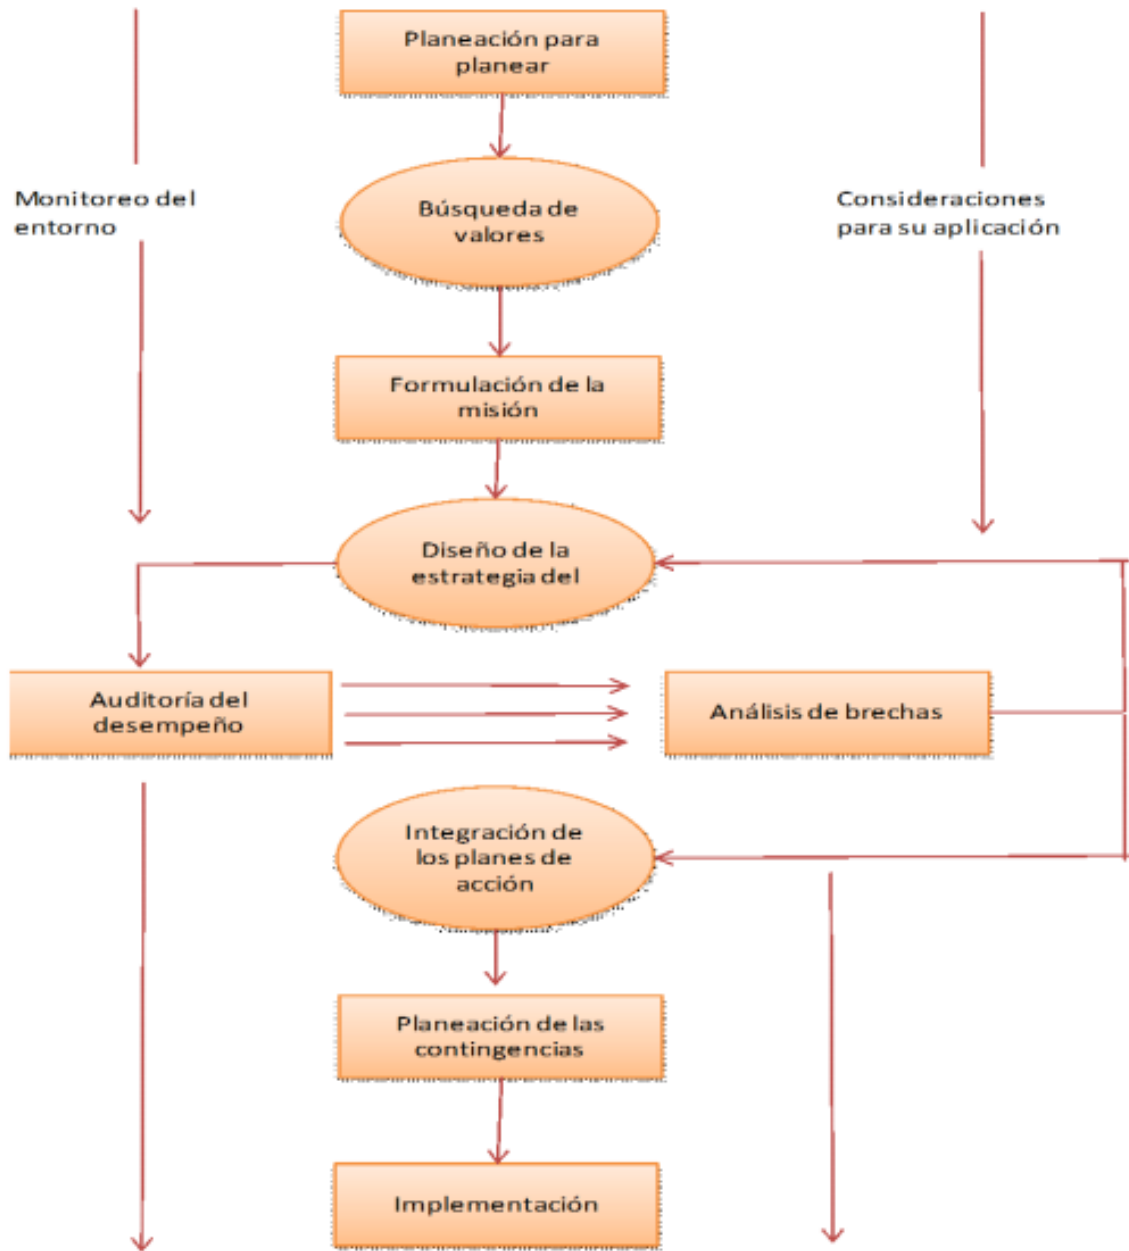 Planeación para
planear
Monitoreo del
entorno
Búsqueda de
valores
Consideraciones
para su aplicación
Formulación de la
misión
Diseño de la
estrategia del
Auditoría del
desempeño
Análisis de brechas
Integración de
los planes de
acción
Planeación de las
contingencias
Implementación